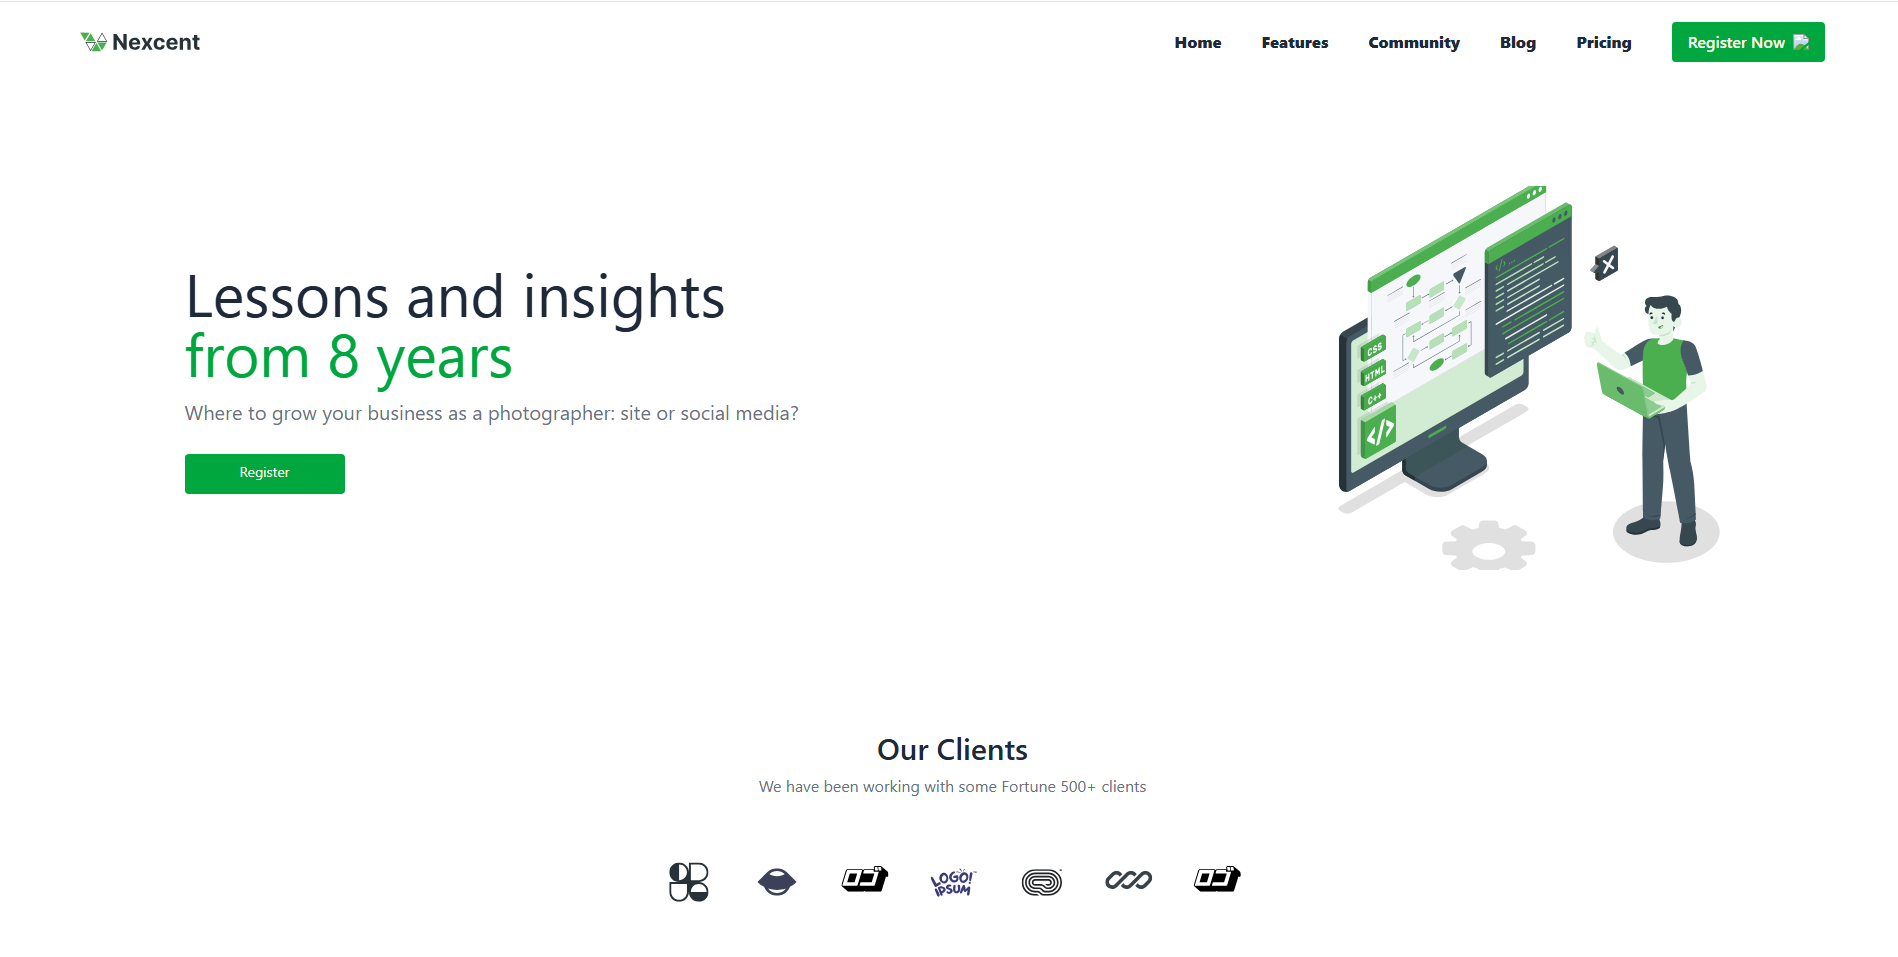 Nexcent
Home Features Community Blog Pricing Register Now
Lessons and insights
from 8 years
Where to grow your business as a photographer: site or social media?
Register
CSS
HTML
C++
</>
</> ...
X
Our Clients
We have been working with some Fortune 500+ clients
LOGO!
IPSUM